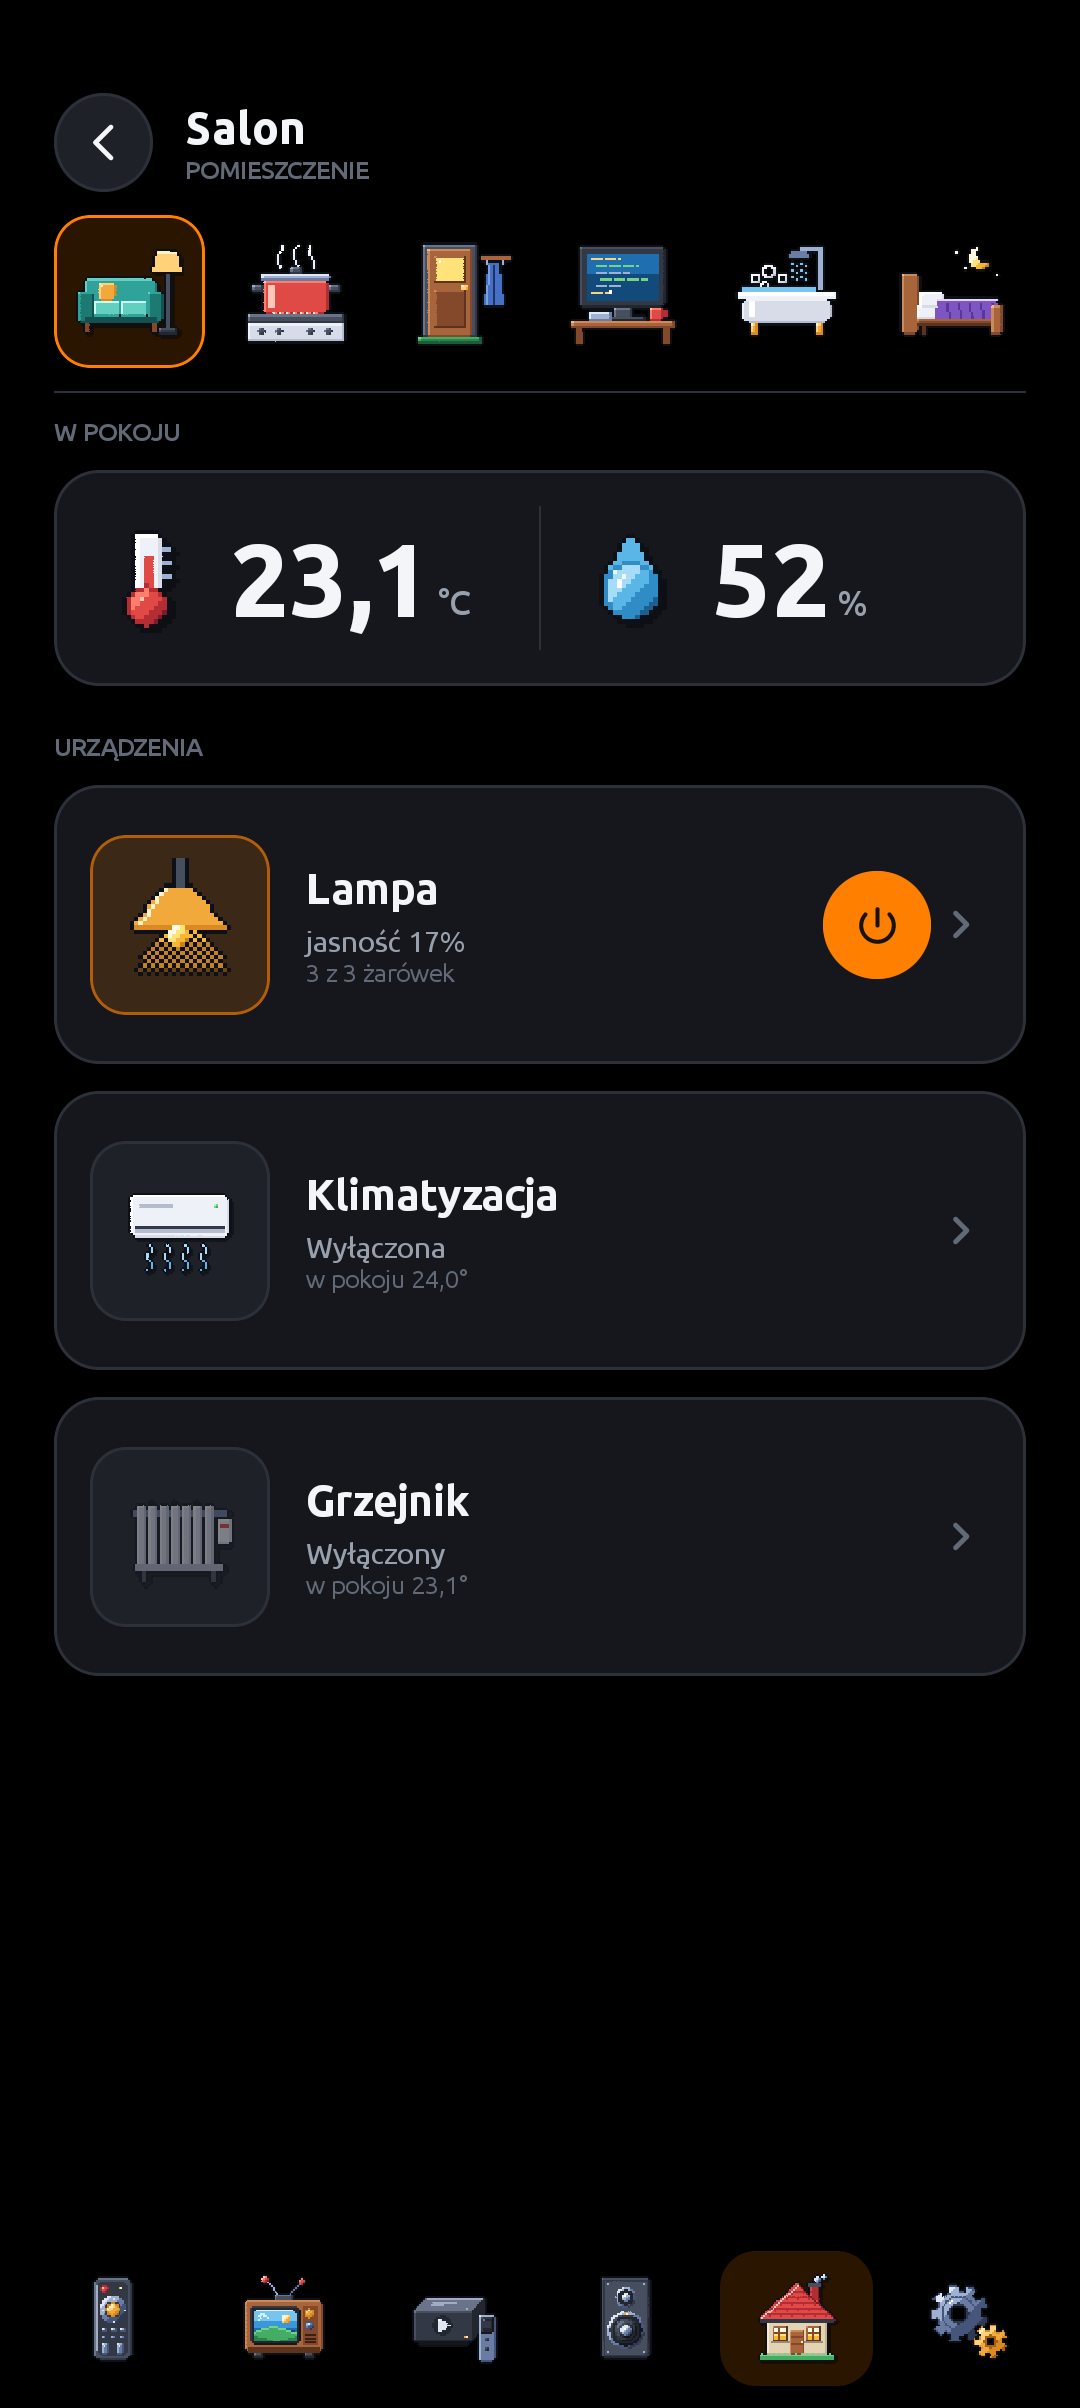 Salon
POMIESZCZENIE
W POKOJU
23,1 °C
52 %
URZĄDZENIA
Lampa
jasność 17%
3 z 3 żarówek
Klimatyzacja
Wyłączona
w pokoju 24,0°
Grzejnik
Wyłączony
w pokoju 23,1°